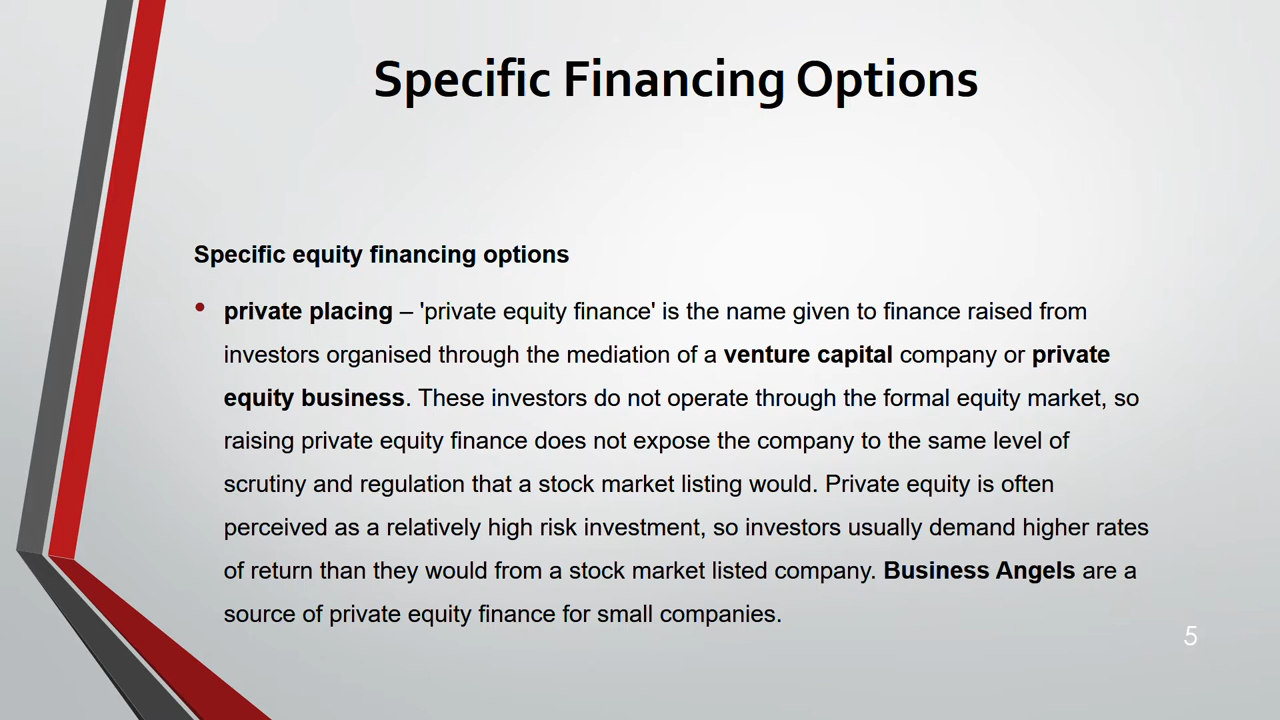 Specific Financing Options
Specific equity financing options
• private placing – 'private equity finance' is the name given to finance raised from
investors organised through the mediation of a venture capital company or private
equity business. These investors do not operate through the formal equity market, so
raising private equity finance does not expose the company to the same level of
scrutiny and regulation that a stock market listing would. Private equity is often
perceived as a relatively high risk investment, so investors usually demand higher rates
of return than they would from a stock market listed company. Business Angels are a
source of private equity finance for small companies.
5